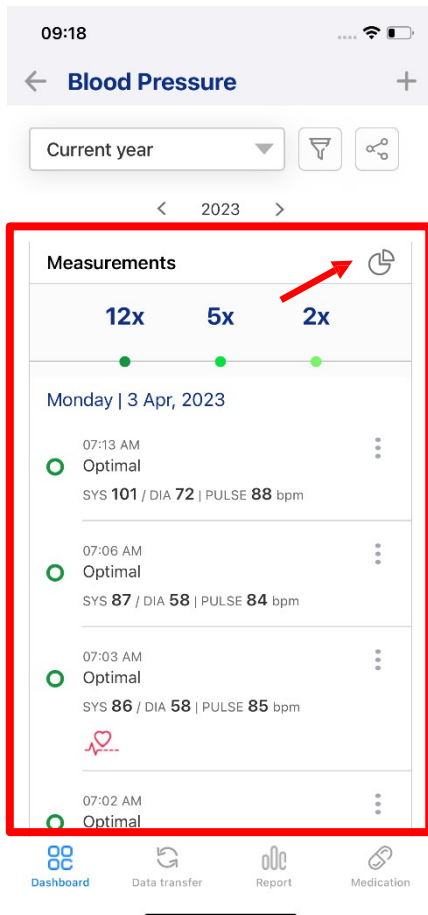 09:18
Blood Pressure
Current year
2023
Measurements
12x 5x 2x
Monday | 3 Apr, 2023
07:13 AM
Optimal
SYS 101 / DIA 72 | PULSE 88 bpm
07:06 AM
Optimal
SYS 87 / DIA 58 | PULSE 84 bpm
07:03 AM
Optimal
SYS 86 / DIA 58 | PULSE 85 bpm
07:02 AM
Optimal
Dashboard Data transfer Report Medication